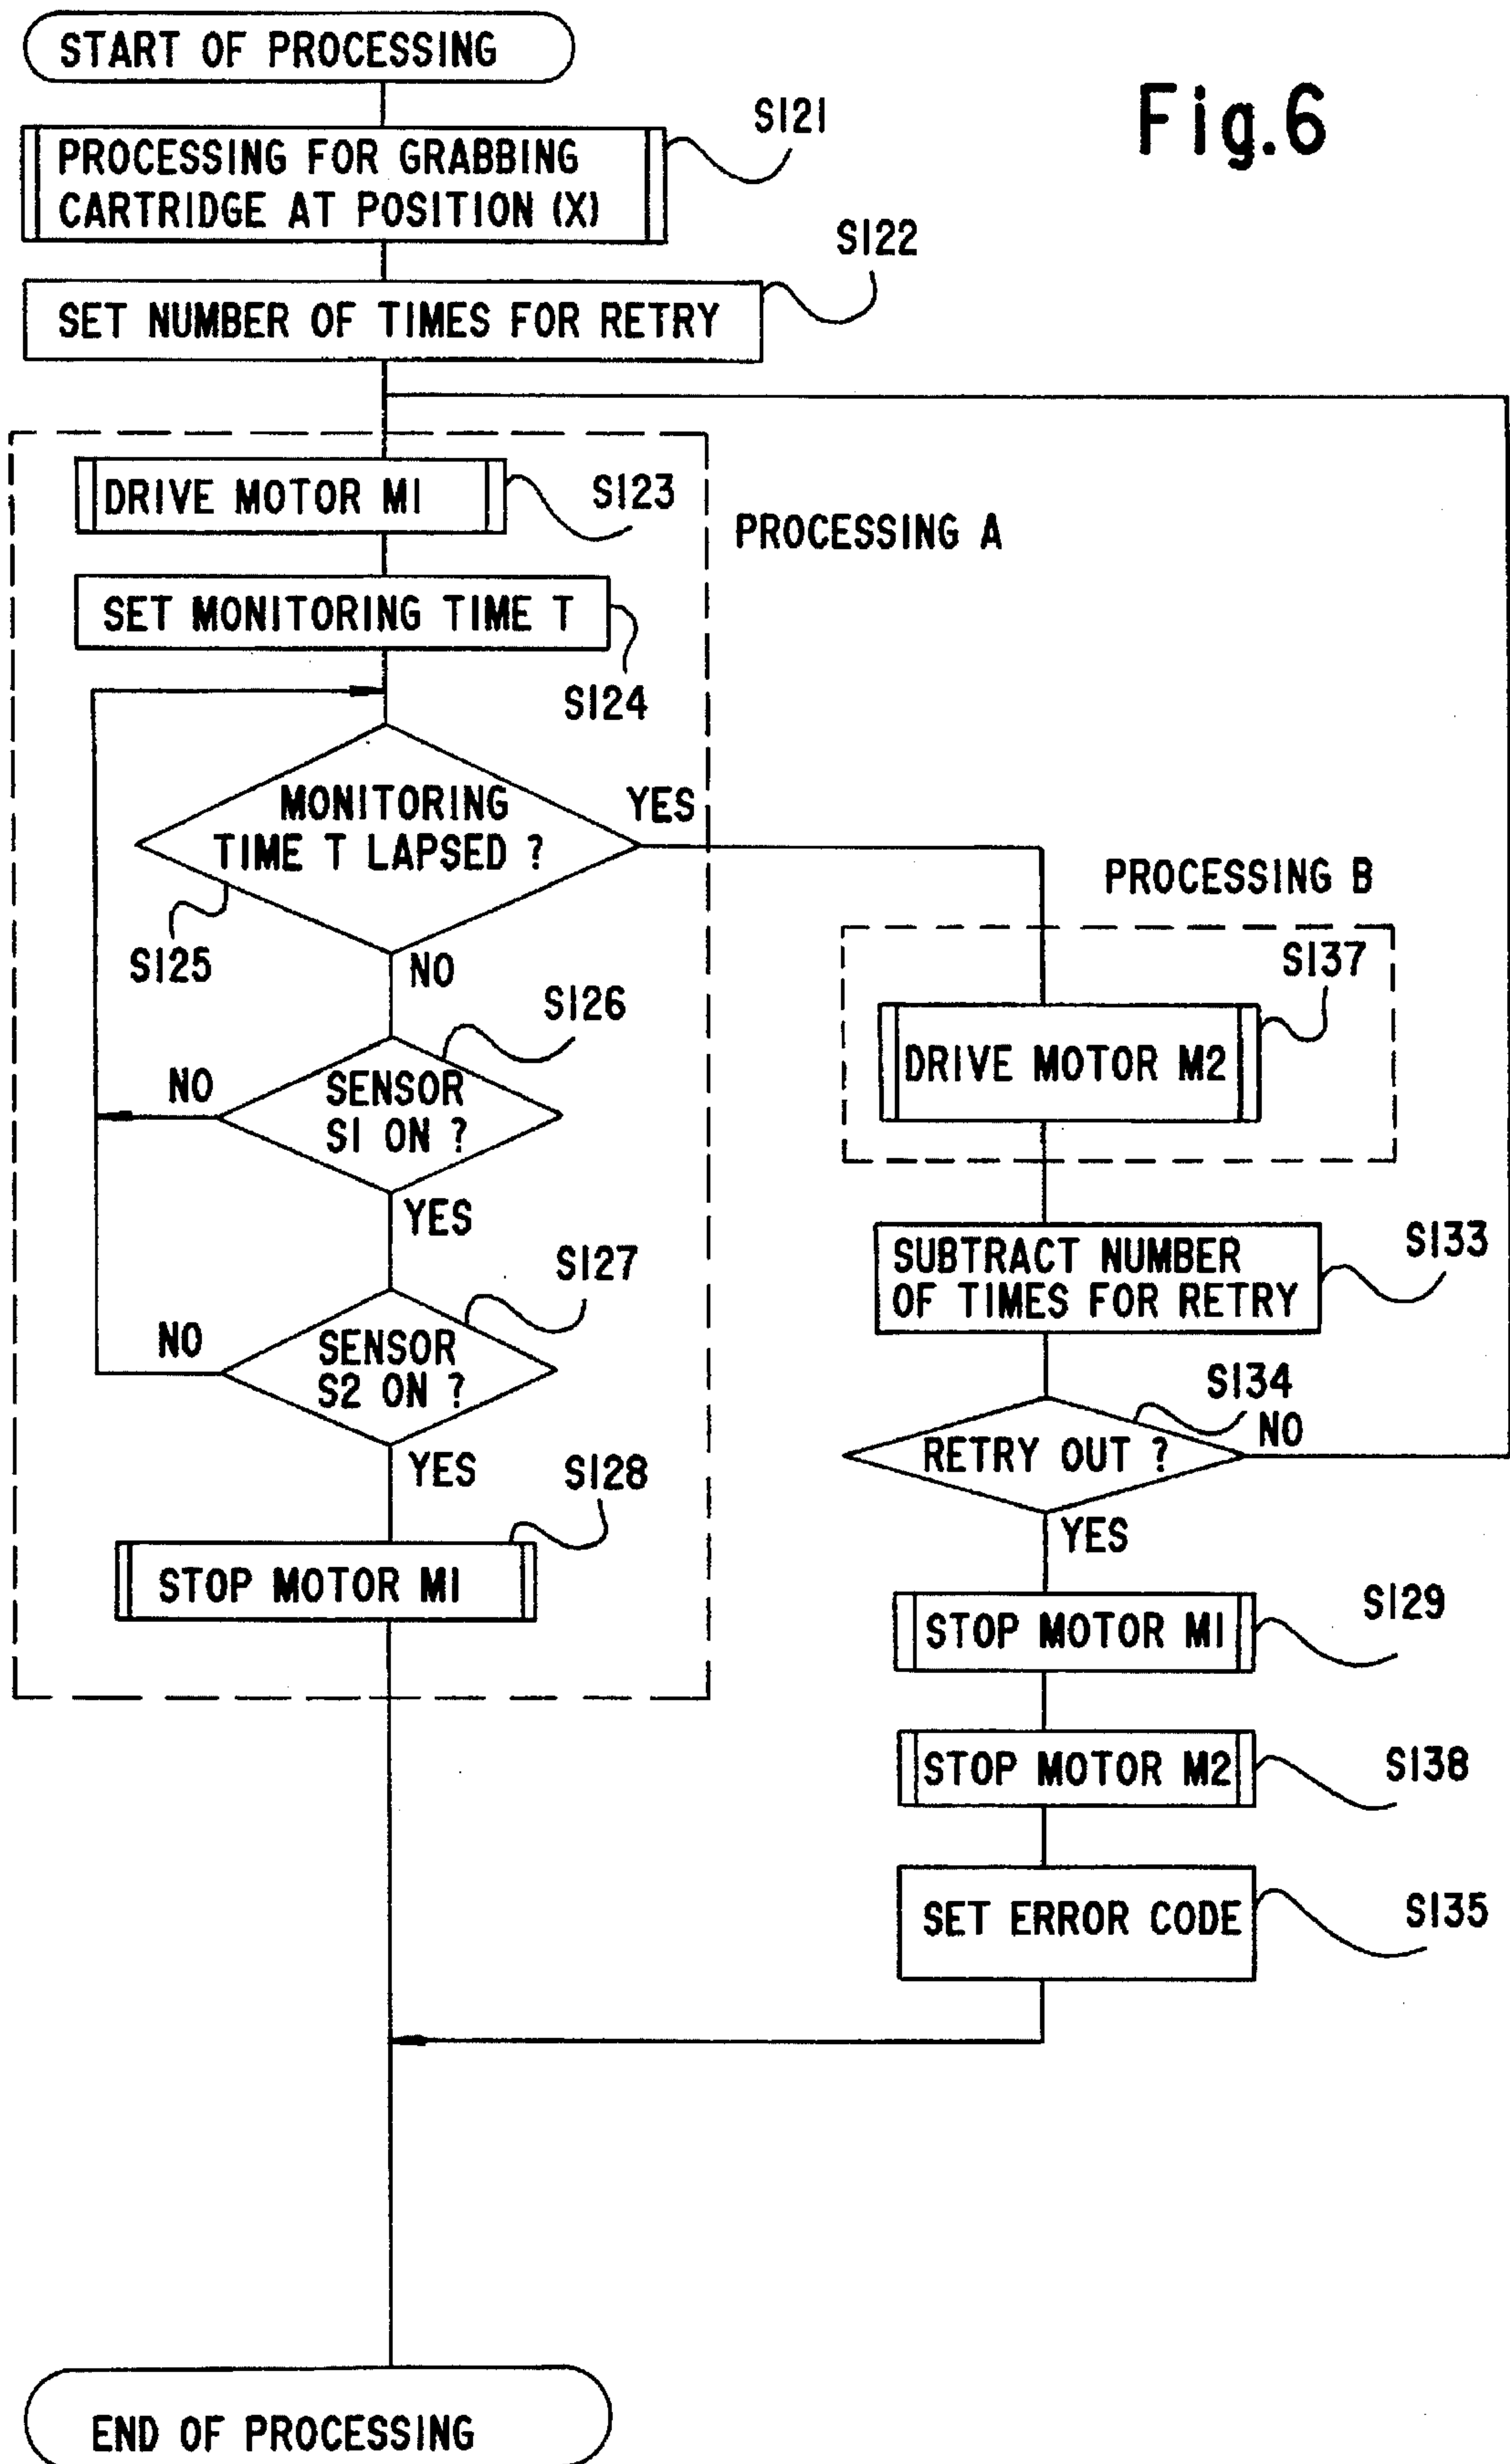 START OF PROCESSING
Fig.6
S121
PROCESSING FOR GRABBING
CARTRIDGE AT POSITION (X)
S122
SET NUMBER OF TIMES FOR RETRY
DRIVE MOTOR M1
S123
PROCESSING A
SET MONITORING TIME T
S124
MONITORING
TIME T LAPSED ?
YES
S125
NO
S126
SENSOR
S1 ON ?
NO
YES
S127
SENSOR
S2 ON ?
NO
YES
S128
STOP MOTOR M1
PROCESSING B
S137
DRIVE MOTOR M2
SUBTRACT NUMBER
OF TIMES FOR RETRY
S133
S134
RETRY OUT ?
NO
YES
STOP MOTOR M1
S129
STOP MOTOR M2
S138
SET ERROR CODE
S135
END OF PROCESSING